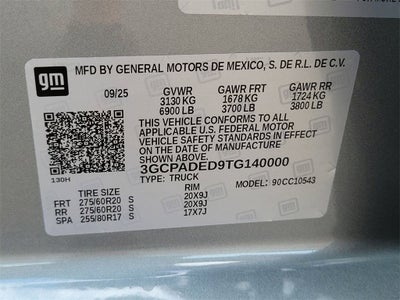 gm MFD BY GENERAL MOTORS DE MEXICO, S. DE R.L. DE C.V.
09/25 GVWR GAWR FRT GAWR RR
3130 KG 1678 KG 1724 KG
6900 LB 3700 LB 3800 LB
THIS VEHICLE CONFORMS TO ALL
APPLICABLE U.S. FEDERAL MOTOR
VEHICLE SAFETY STANDARDS IN EFFECT
ON THE DATE OF MANUFACTURE SHOWN ABOVE.
3GCPADED9TG140000
130H TYPE: TRUCK MODEL: 90CC10543
TIRE SIZE RIM
FRT 275/60R20 S 20X9J
RR 275/60R20 S 20X9J
SPA 255/80R17 S 17X7J